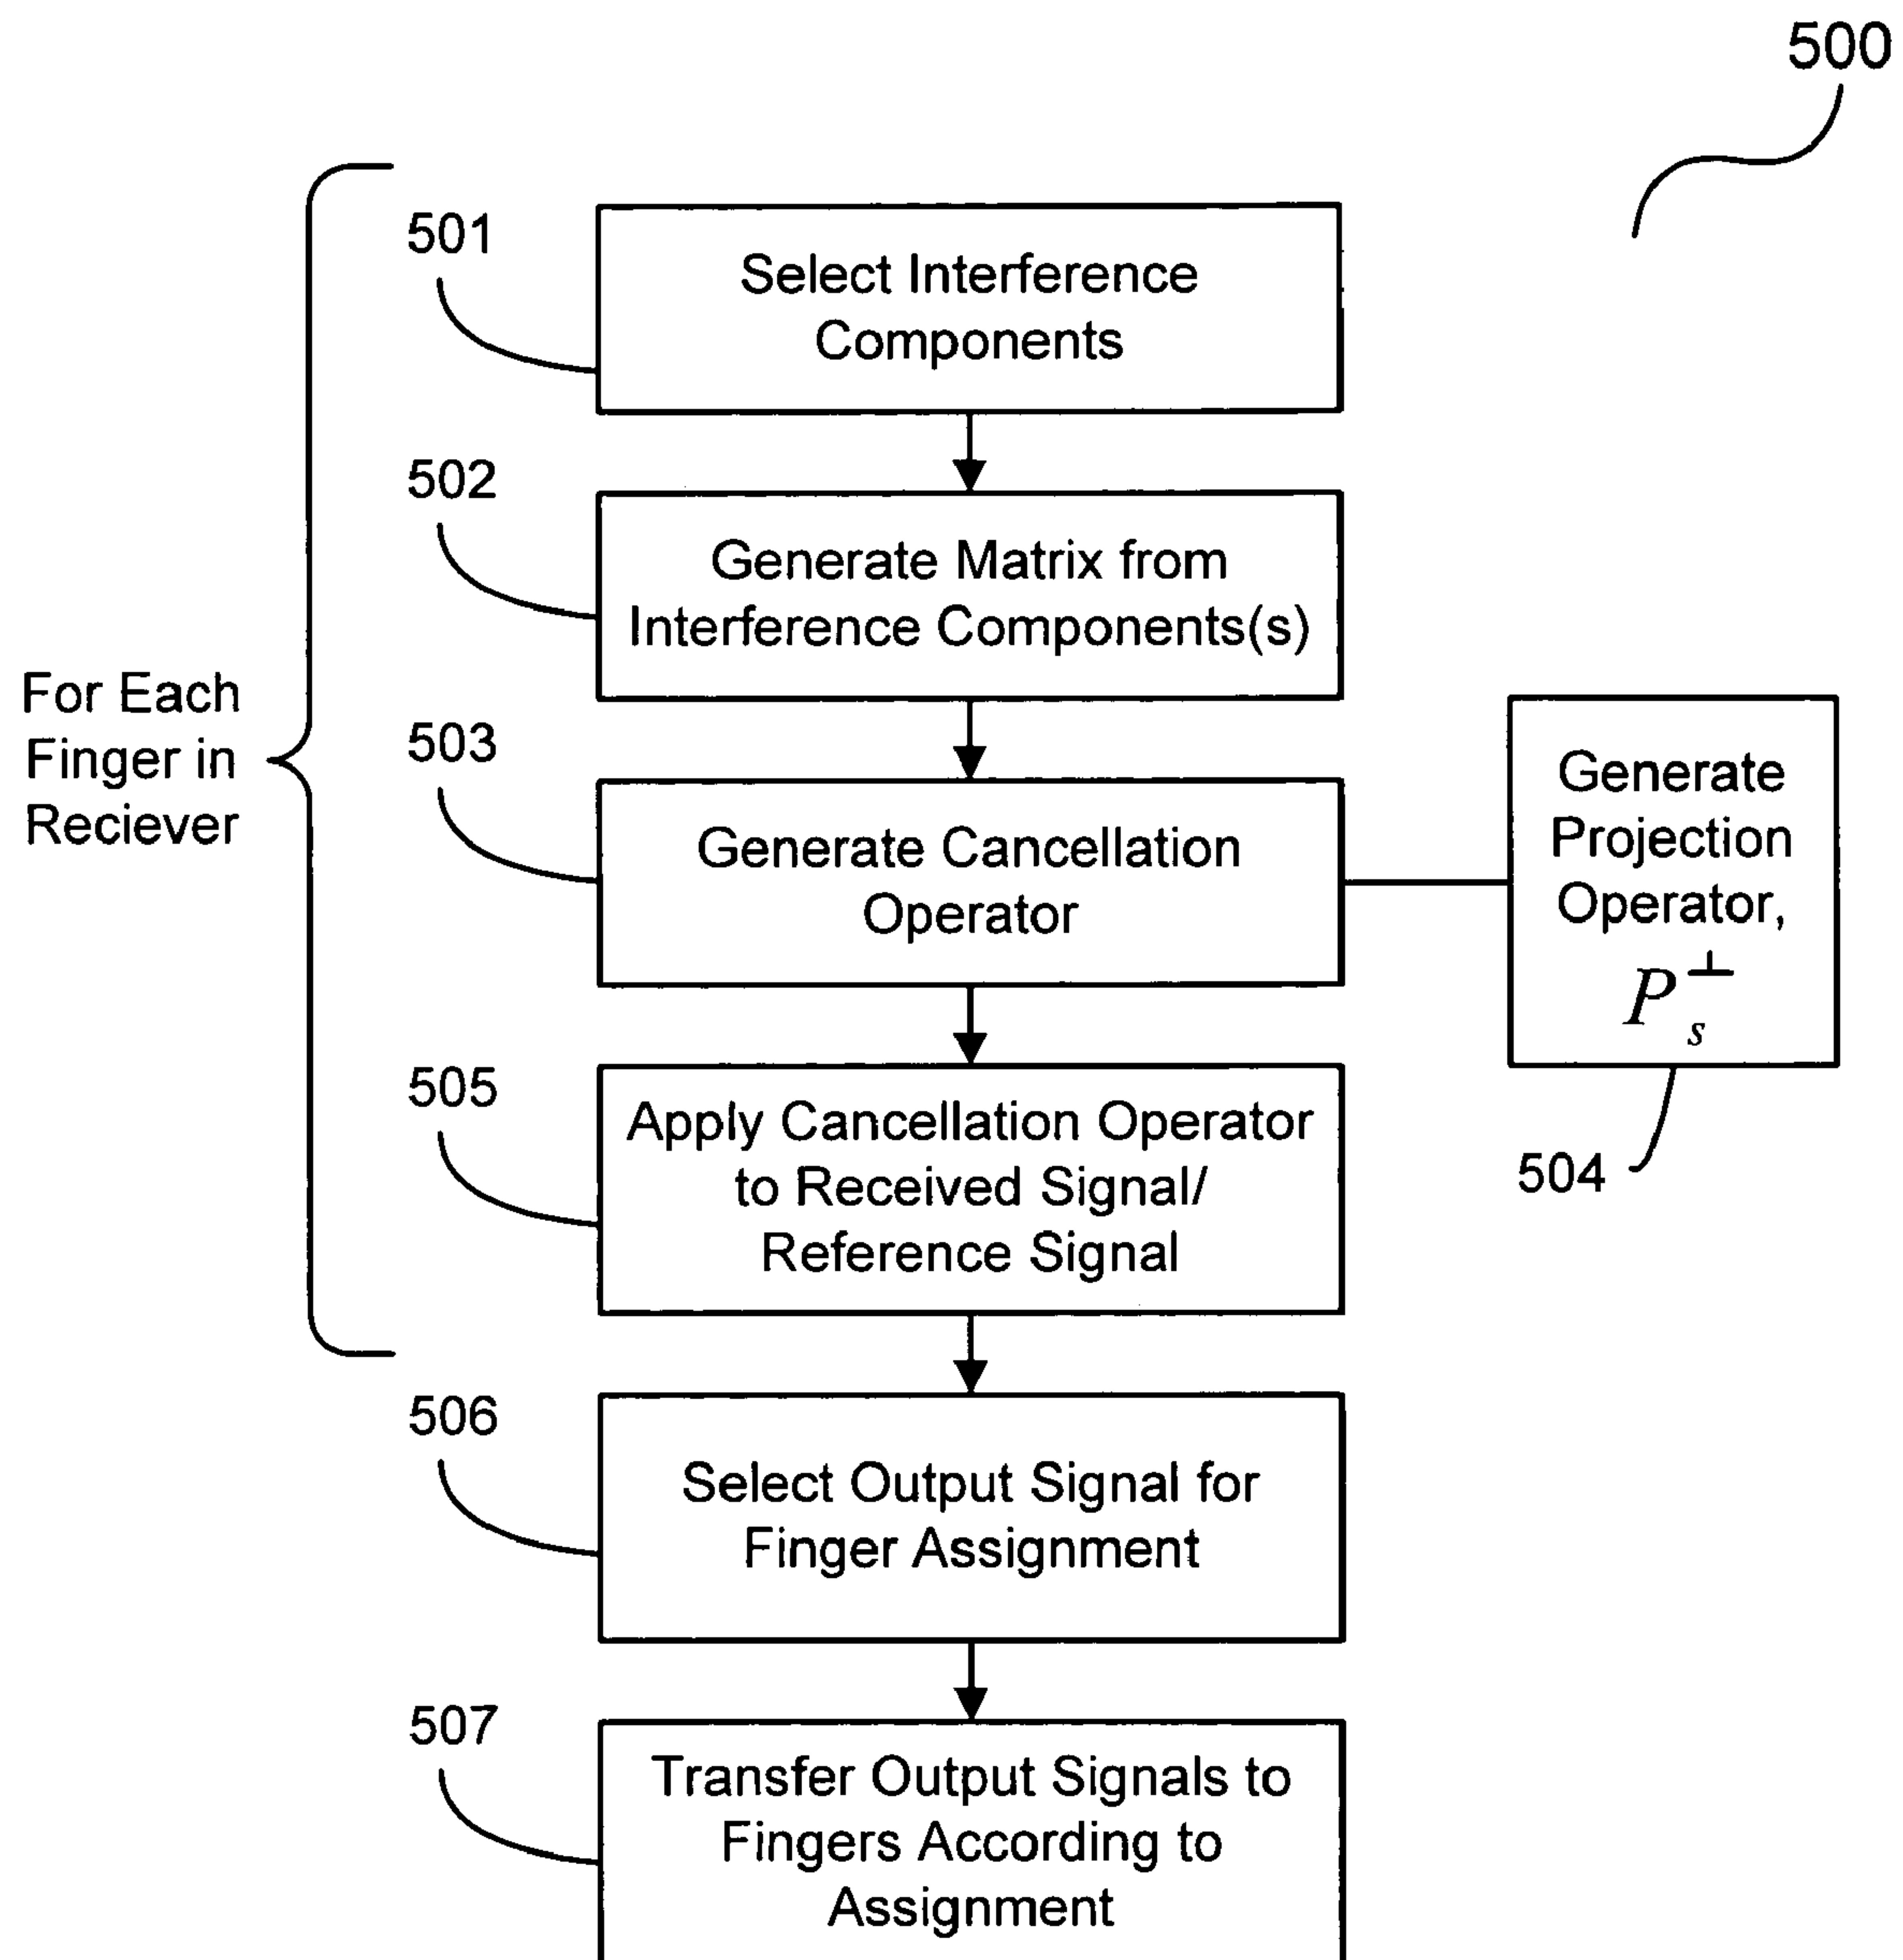 500
501
Select Interference
Components
502
Generate Matrix from
Interference Components(s)
For Each
Finger in
Reciever
503
Generate Cancellation
Operator
Generate
Projection
Operator,
P_s^⊥
504
505
Apply Cancellation Operator
to Received Signal/
Reference Signal
506
Select Output Signal for
Finger Assignment
507
Transfer Output Signals to
Fingers According to
Assignment